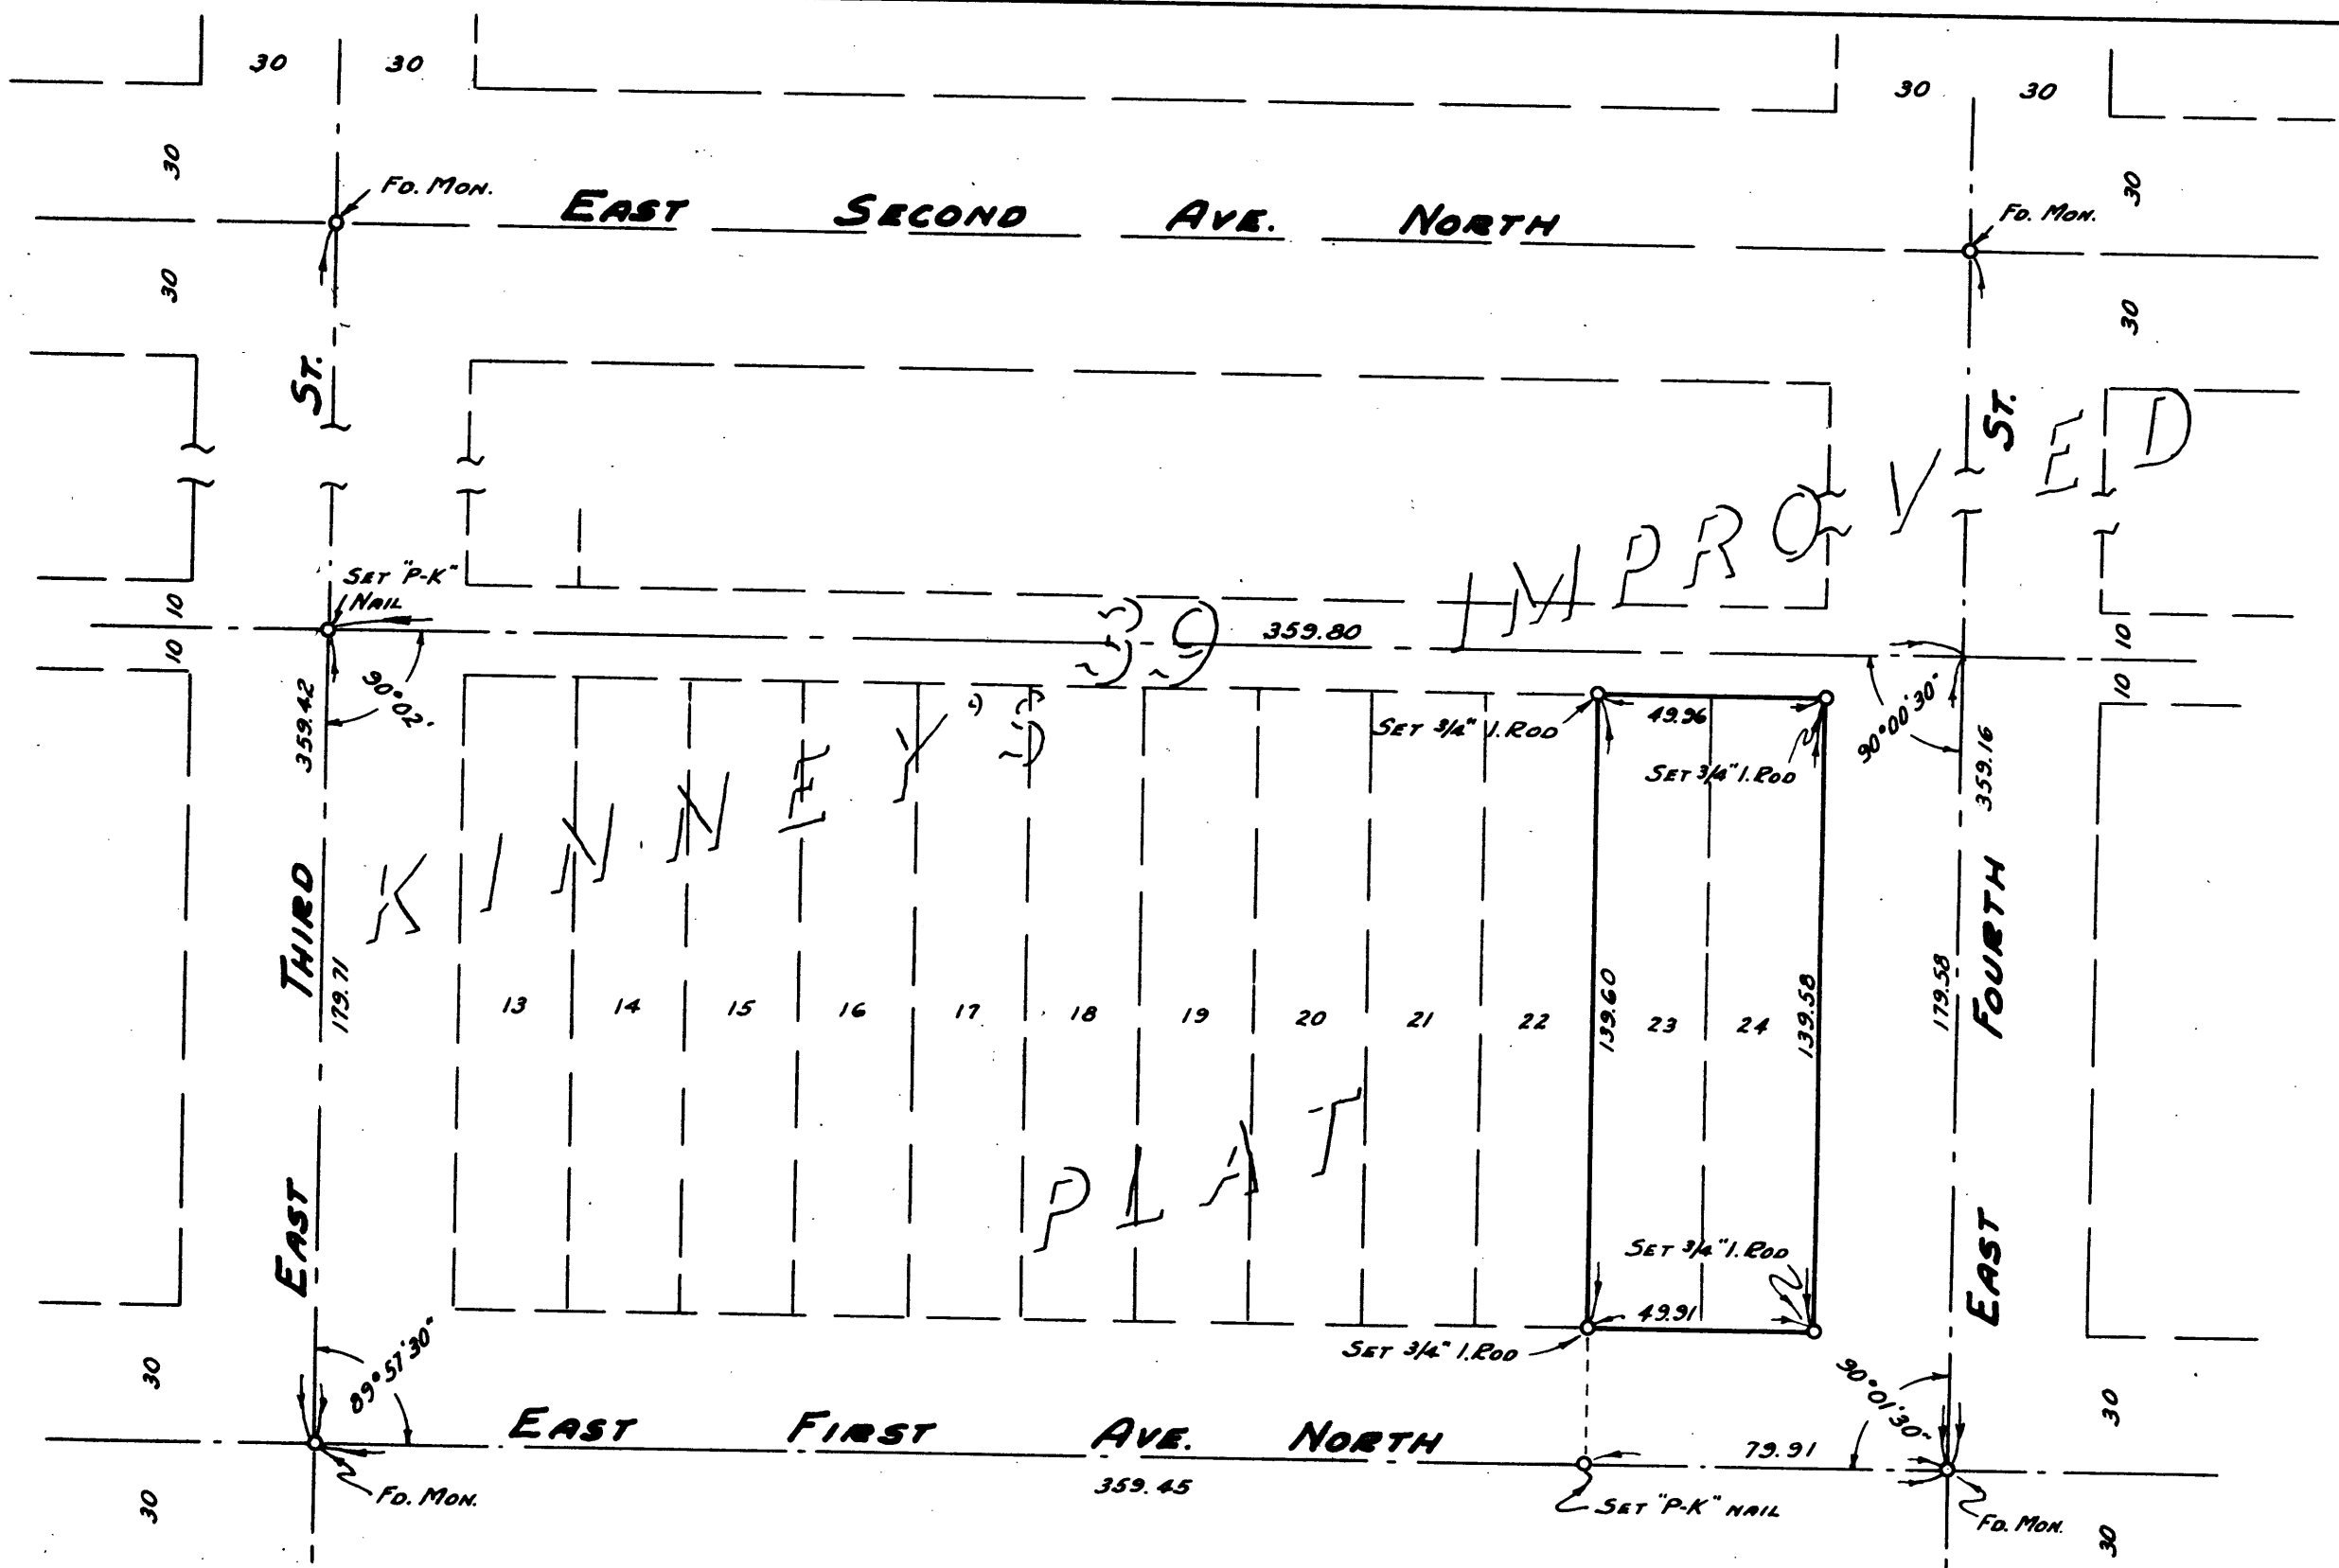 30 30 30 30
30 30
FD. MON. FD. MON.
EAST SECOND AVE. NORTH
30 30
ST. ST.
IMPROVED
SET "P-K"
NAIL
10 10
39
359.80
10 10
90°02' 90°00'30"
359.42 359.16
SET 3/4" I. ROD 49.96
SET 3/4" I. ROD
KINNEY'S
THIRD FOURTH
179.71 179.58
139.60 139.58
13 14 15 16 17 18 19 20 21 22 23 24
PLAT
EAST EAST
SET 3/4" I. ROD
49.91
SET 3/4" I. ROD
89°57'30" 90°01'30"
30 30
EAST FIRST AVE. NORTH
79.91
359.45
FD. MON. SET "P-K" NAIL FD. MON.
30 30